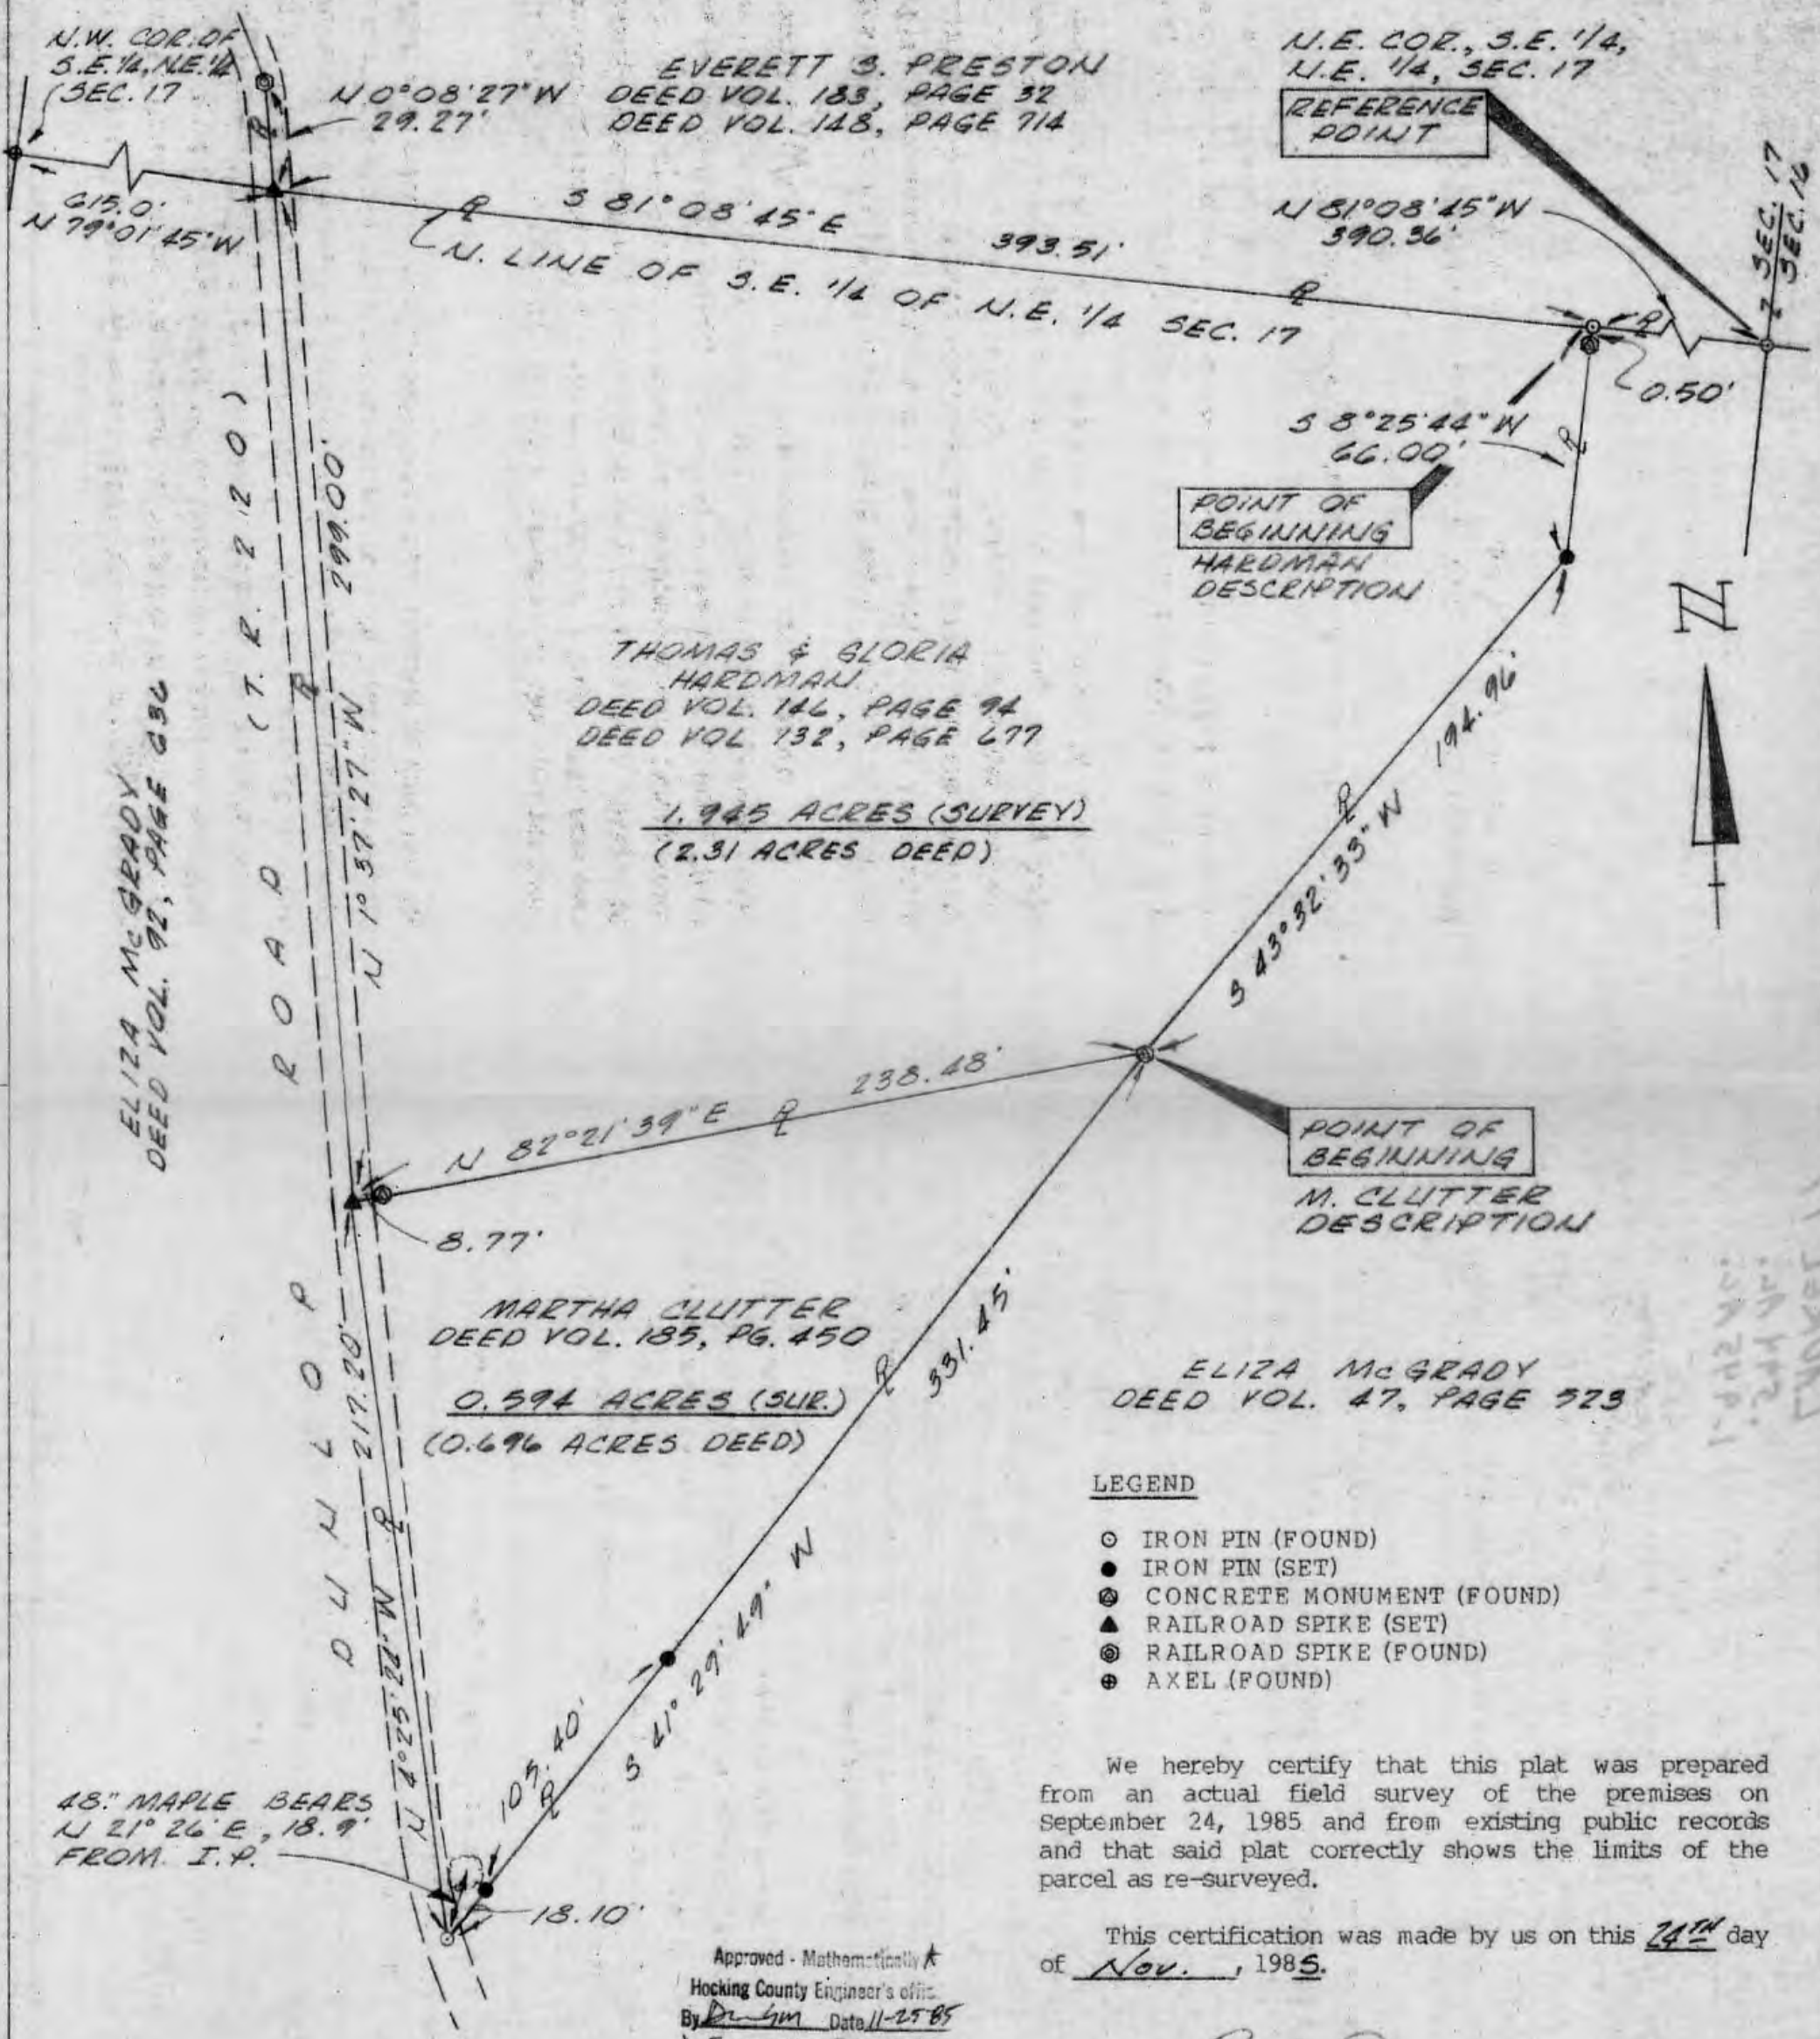 N.W. COR. OF
S.E. 1/4, N.E. 1/4
SEC. 17
N 0°08'27" W
29.27'
EVERETT S. PRESTON
DEED VOL. 183, PAGE 32
DEED VOL. 148, PAGE 714
N.E. COR., S.E. 1/4,
N.E. 1/4, SEC. 17
REFERENCE
POINT
SEC. 17
SEC. 16
615.0'
N 79°01'45" W
S 81°08'45" E
393.51'
N 81°08'45" W
390.36'
N. LINE OF S.E. 1/4 OF N.E. 1/4 SEC. 17
0.50'
S 8°25'44" W
66.00'
POINT OF
BEGINNING
HARDMAN
DESCRIPTION
N
DUNLOP ROAD (T.R. 220)
299.00'
N 1°37'27" W
ELIZA McGRADY
DEED VOL. 92, PAGE 636
THOMAS & GLORIA
HARDMAN
DEED VOL. 146, PAGE 94
DEED VOL. 132, PAGE 677
1.945 ACRES (SURVEY)
(2.31 ACRES DEED)
194.96'
S 43°32'33" W
N 82°21'39" E
238.48'
8.77'
POINT OF
BEGINNING
M. CLUTTER
DESCRIPTION
MARTHA CLUTTER
DEED VOL. 185, PG. 450
0.594 ACRES (SUR.)
(0.696 ACRES DEED)
331.45'
217.20'
N 4°25'22" W
ELIZA McGRADY
DEED VOL. 47, PAGE 523
LEGEND
IRON PIN (FOUND)
IRON PIN (SET)
CONCRETE MONUMENT (FOUND)
RAILROAD SPIKE (SET)
RAILROAD SPIKE (FOUND)
AXEL (FOUND)
105.40'
S 41°29'49" W
48" MAPLE BEARS
N 21°26' E, 18.9'
FROM I.P.
18.10'
We hereby certify that this plat was prepared
from an actual field survey of the premises on
September 24, 1985 and from existing public records
and that said plat correctly shows the limits of the
parcel as re-surveyed.
This certification was made by us on this 24TH day
of Nov. , 1985.
Approved - Mathematically
Hocking County Engineer's office
By Date 11-25-85